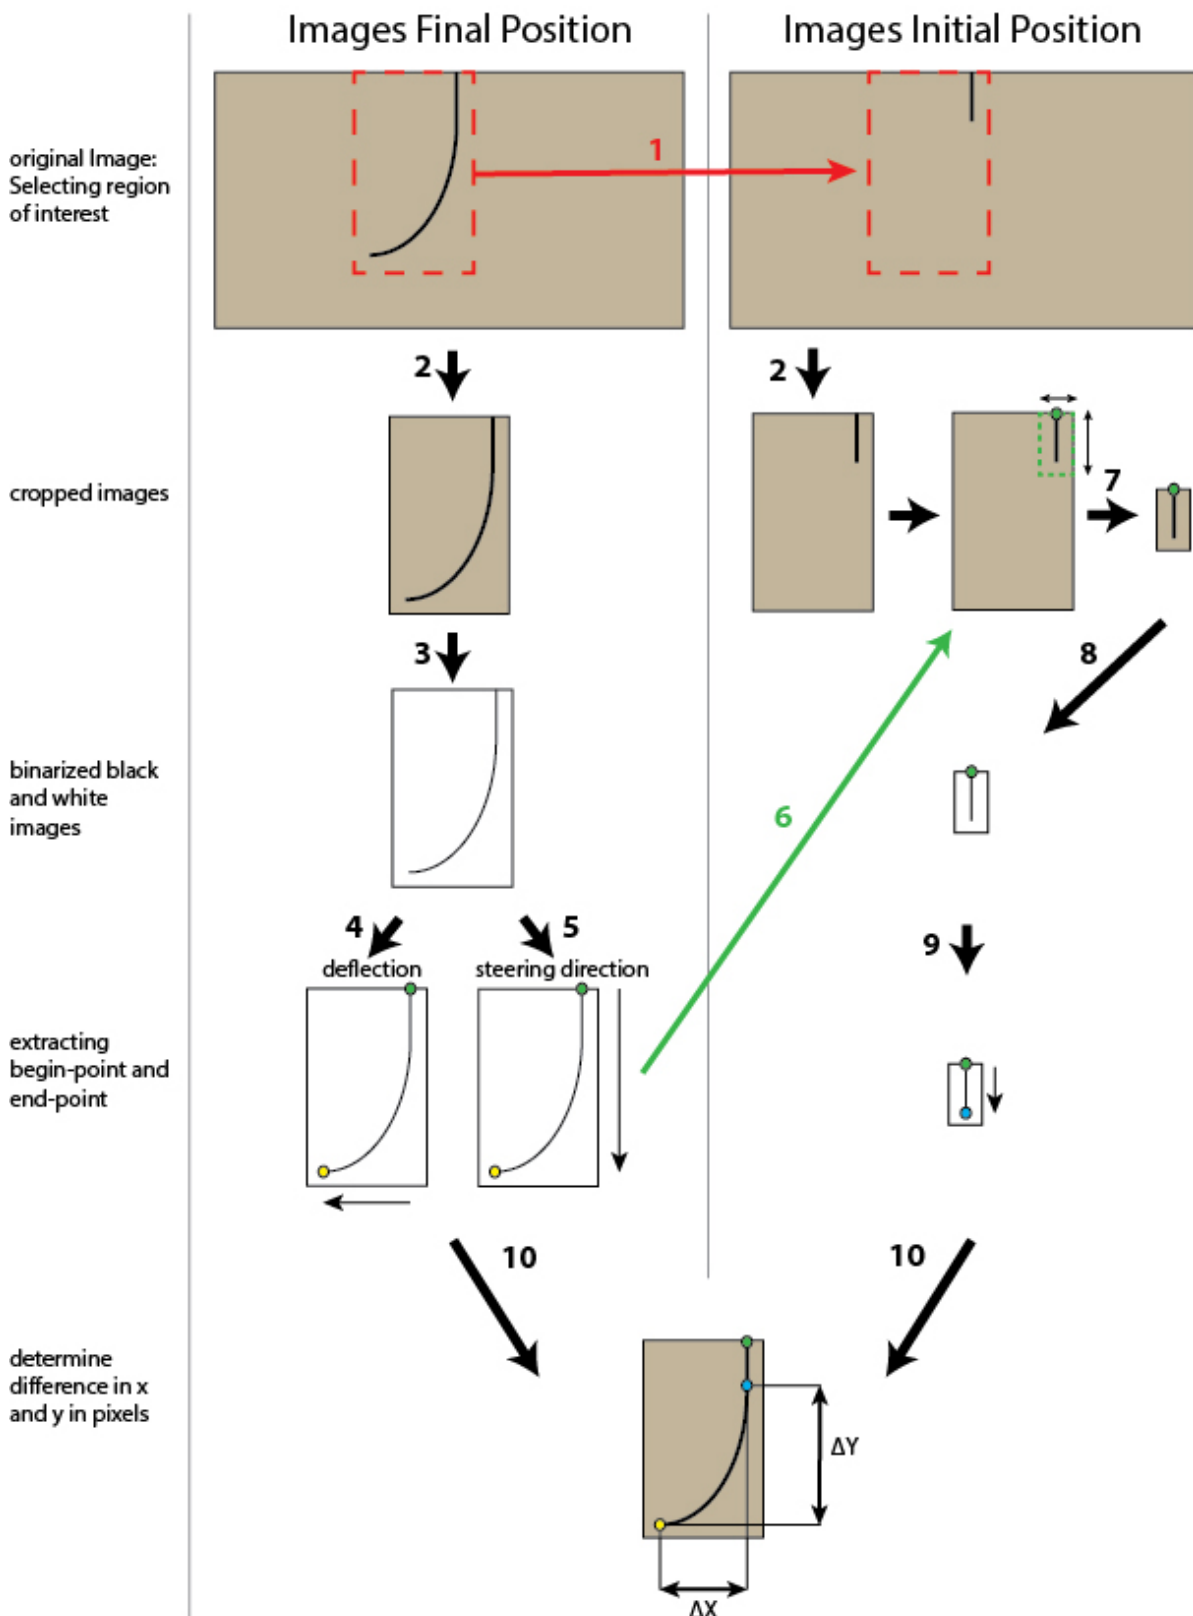 Images Final Position
Images Initial Position
original Image:
Selecting region
of interest
1
2
2
cropped images
7
3
8
binarized black
and white
images
6
4
5
9
deflection
steering direction
extracting
begin-point and
end-point
10
10
determine
difference in x
and y in pixels
ΔY
ΔX